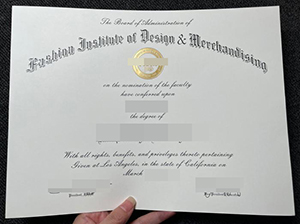 The Board of Administration of
Fashion Institute of Design & Merchandising
on the nomination of the faculty
have conferred upon
the degree of
With all rights, benefits, and privileges thereto pertaining
Given at Los Angeles, in the state of California on
March